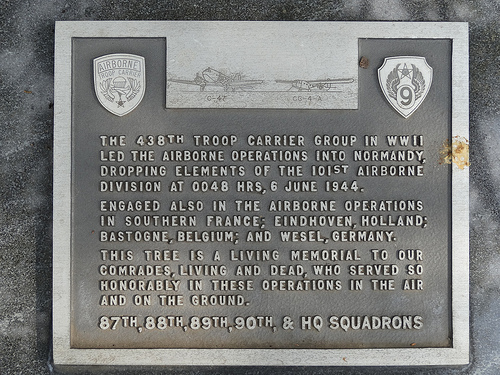 AIRBORNE
TROOP CARRIER
9
C-47
CG-4-A
THE 438TH TROOP CARRIER GROUP IN WWII
LED THE AIRBORNE OPERATIONS INTO NORMANDY,
DROPPING ELEMENTS OF THE 101ST AIRBORNE
DIVISION AT 0048 HRS, 6 JUNE 1944.
ENGAGED ALSO IN THE AIRBORNE OPERATIONS
IN SOUTHERN FRANCE; EINDHOVEN, HOLLAND;
BASTOGNE, BELGIUM; AND WESEL, GERMANY.
THIS TREE IS A LIVING MEMORIAL TO OUR
COMRADES, LIVING AND DEAD, WHO SERVED SO
HONORABLY IN THESE OPERATIONS IN THE AIR
AND ON THE GROUND.
87TH, 88TH, 89TH, 90TH, & HQ SQUADRONS